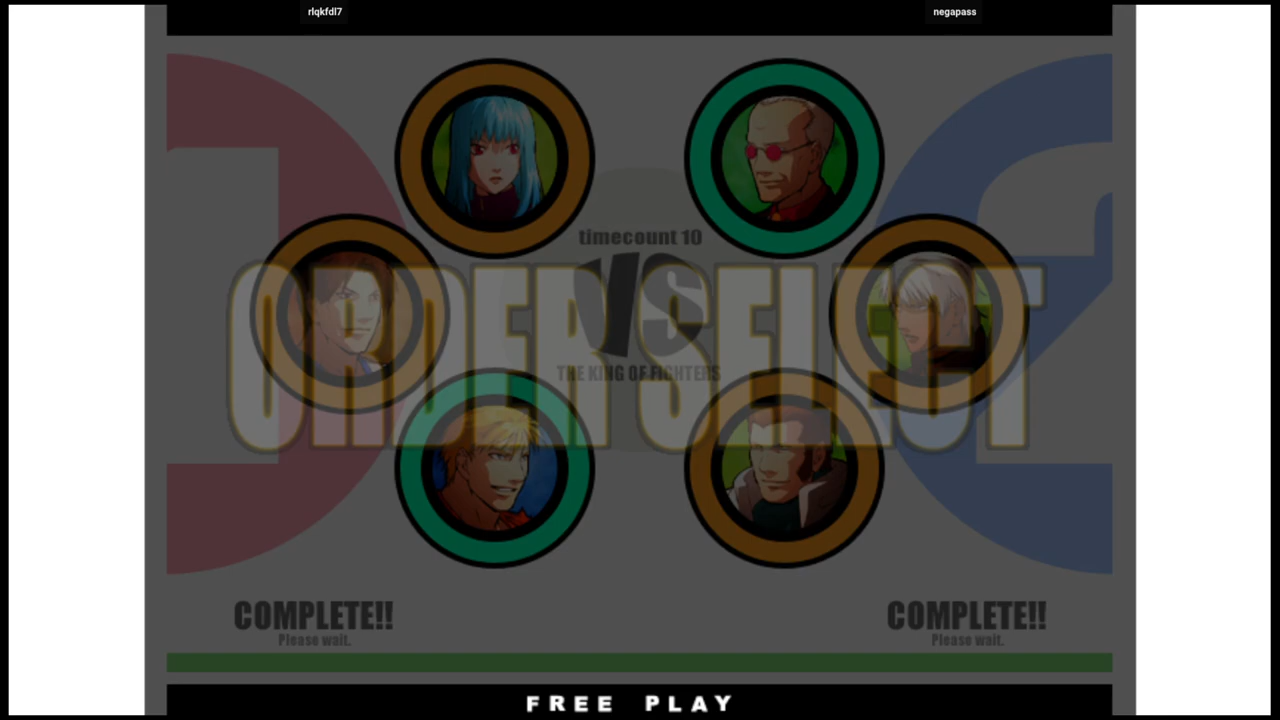 rlqkfdl7
negapass
timecount 10
VS
ORDER SELECT
THE KING OF FIGHTERS
COMPLETE!!
Please wait.
COMPLETE!!
Please wait.
FREE PLAY